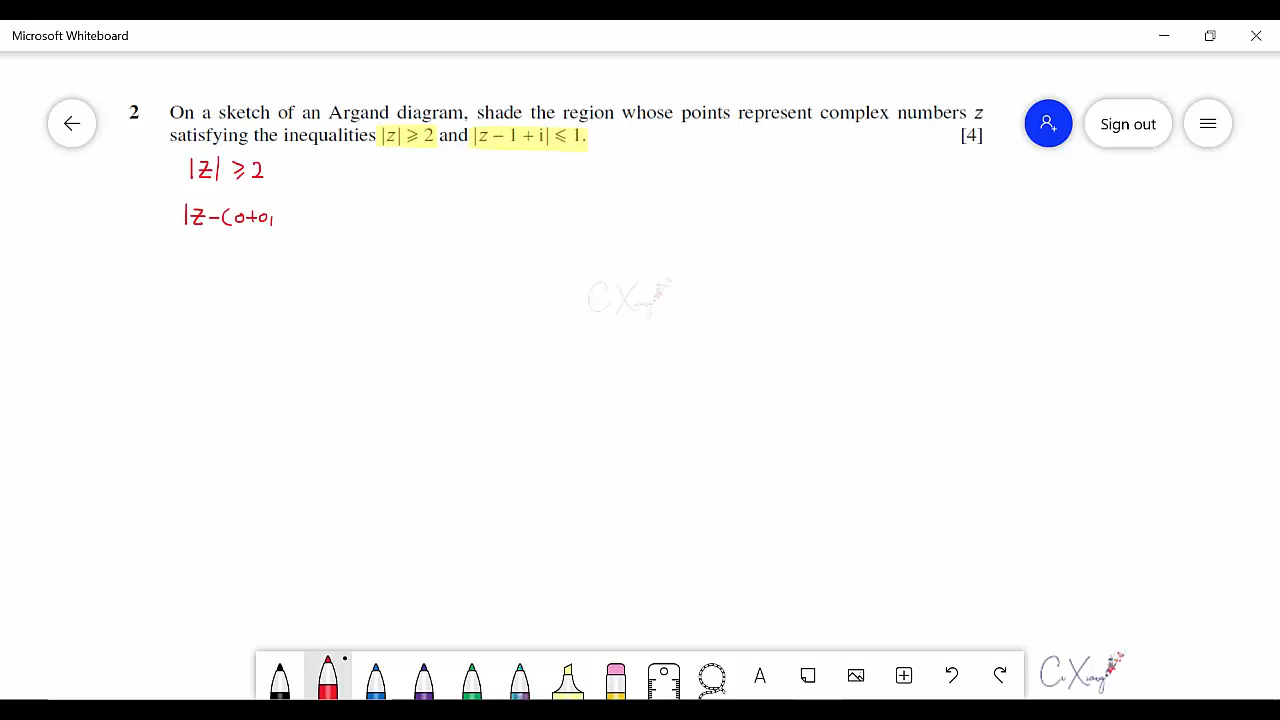 Microsoft Whiteboard
2 On a sketch of an Argand diagram, shade the region whose points represent complex numbers z
satisfying the inequalities |z| ⩾ 2 and |z − 1 + i| ⩽ 1. [4]
Sign out
|z| ⩾ 2
|z-(0+0i
A